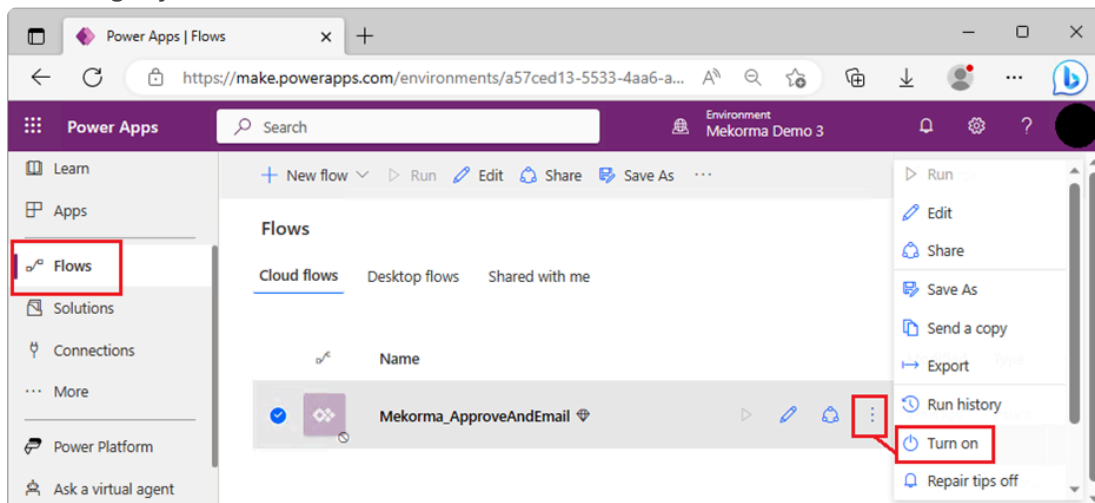 Power Apps | Flows
https://make.powerapps.com/environments/a57ced13-5533-4aa6-a...
Power Apps
Search
Environment
Mekorma Demo 3
?
Learn
Apps
Flows
Solutions
Connections
More
Power Platform
Ask a virtual agent
New flow
Run
Edit
Share
Save As
Flows
Cloud flows
Desktop flows
Shared with me
Name
Mekorma_ApproveAndEmail
Run
Edit
Share
Save As
Send a copy
Export
Run history
Turn on
Repair tips off